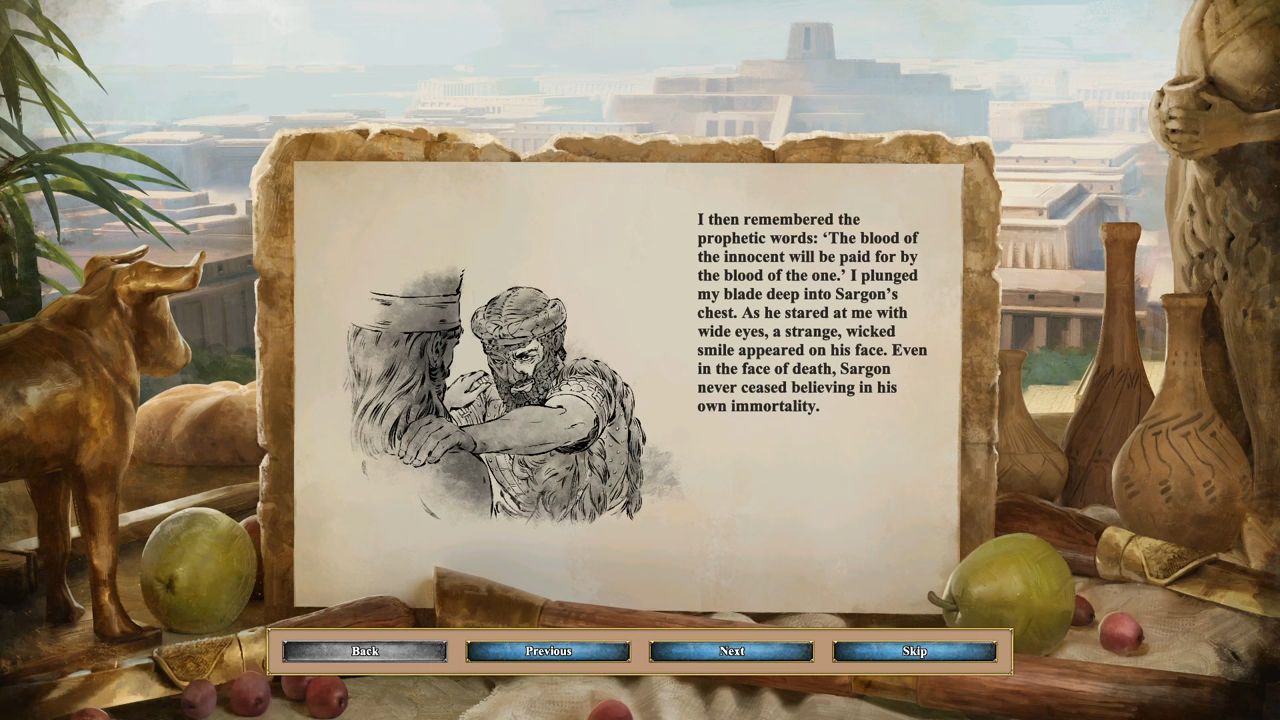 I then remembered the
prophetic words: ‘The blood of
the innocent will be paid for by
the blood of the one.’ I plunged
my blade deep into Sargon’s
chest. As he stared at me with
wide eyes, a strange, wicked
smile appeared on his face. Even
in the face of death, Sargon
never ceased believing in his
own immortality.
Back
Previous
Next
Skip